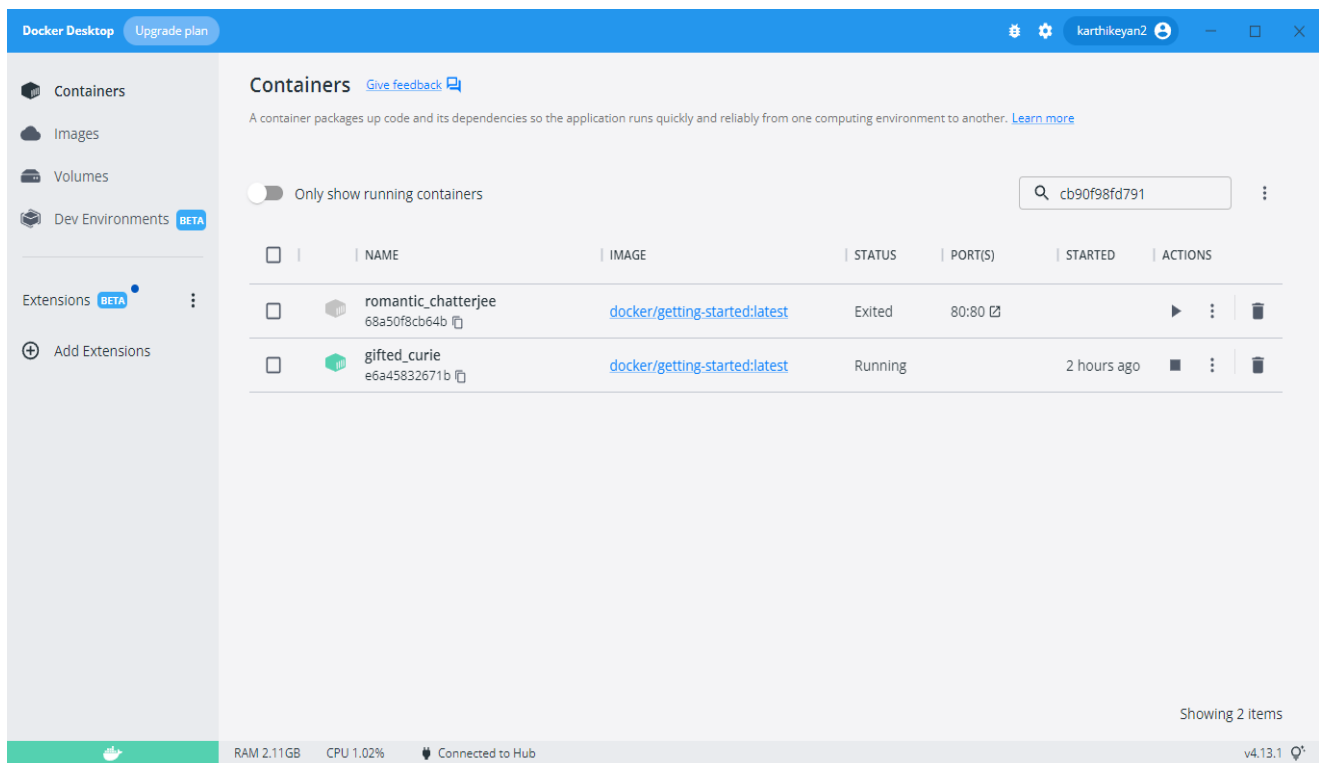 Docker Desktop Upgrade plan karthikeyan2
Containers
Images
Volumes
Dev Environments BETA
Extensions BETA
Add Extensions
Containers Give feedback
A container packages up code and its dependencies so the application runs quickly and reliably from one computing environment to another. Learn more
Only show running containers cb90f98fd791
NAME IMAGE STATUS PORT(S) STARTED ACTIONS
romantic_chatterjee docker/getting-started:latest Exited 80:80
68a50f8cb64b
gifted_curie docker/getting-started:latest Running 2 hours ago
e6a45832671b
Showing 2 items
RAM 2.11GB CPU 1.02% Connected to Hub v4.13.1